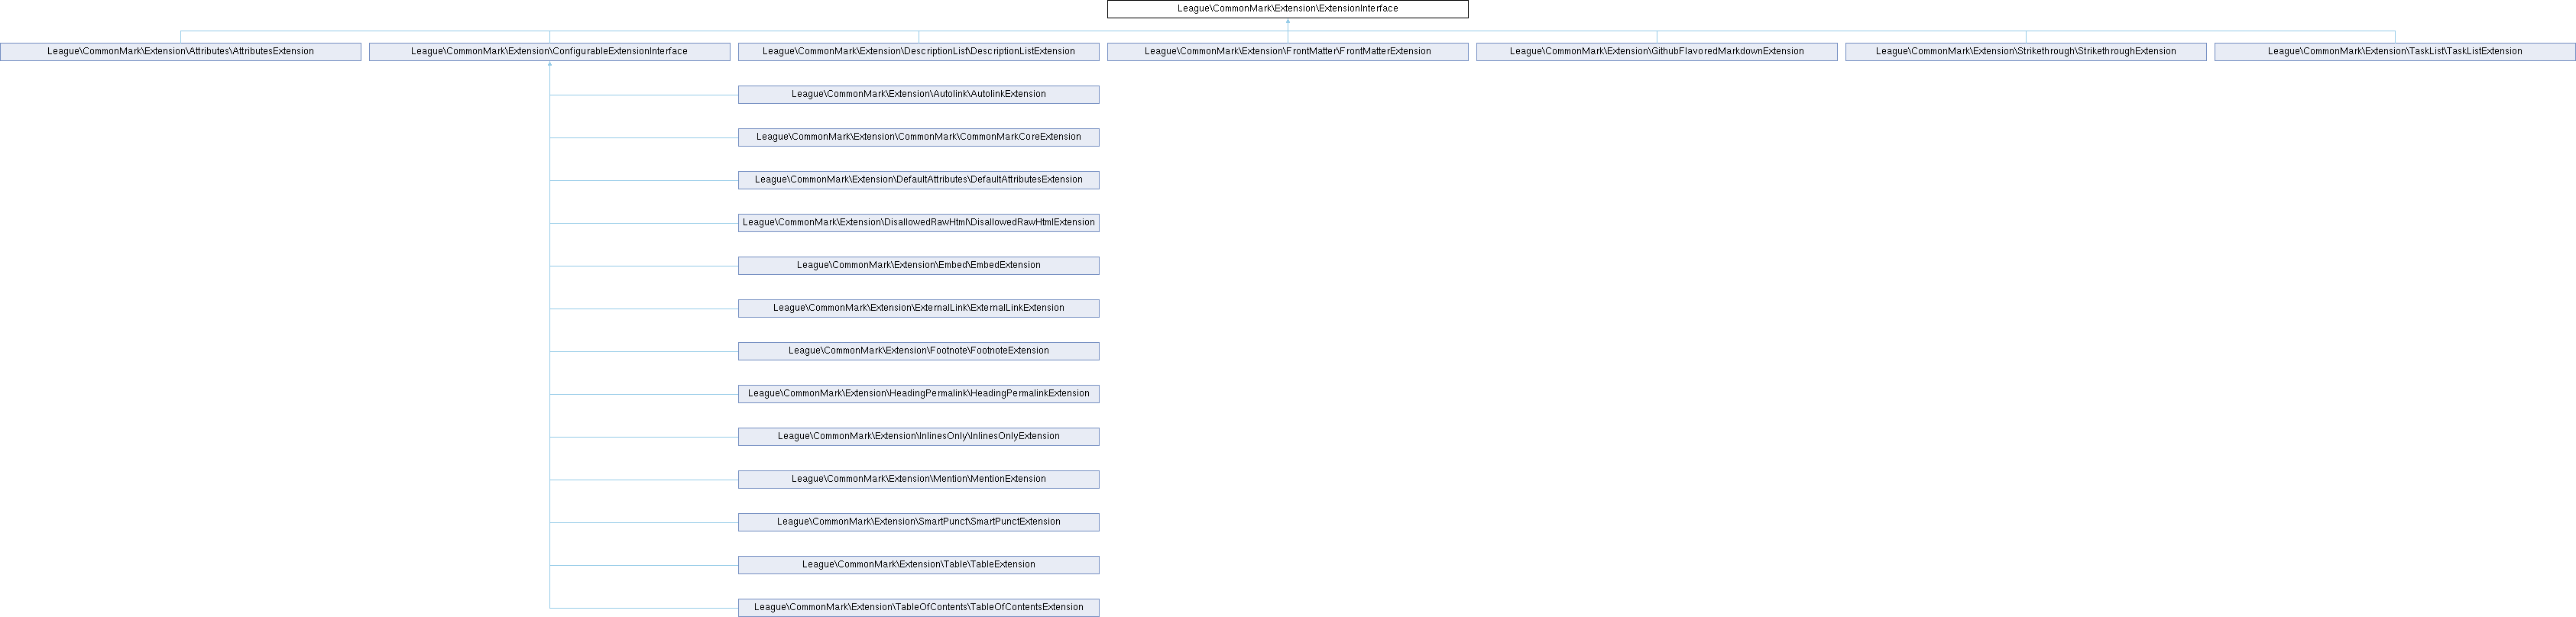 League\CommonMark\Extension\ExtensionInterface
League\CommonMark\Extension\Attributes\AttributesExtension
League\CommonMark\Extension\ConfigurableExtensionInterface
League\CommonMark\Extension\DescriptionList\DescriptionListExtension
League\CommonMark\Extension\FrontMatter\FrontMatterExtension
League\CommonMark\Extension\GithubFlavoredMarkdownExtension
League\CommonMark\Extension\Strikethrough\StrikethroughExtension
League\CommonMark\Extension\TaskList\TaskListExtension
League\CommonMark\Extension\Autolink\AutolinkExtension
League\CommonMark\Extension\CommonMark\CommonMarkCoreExtension
League\CommonMark\Extension\DefaultAttributes\DefaultAttributesExtension
League\CommonMark\Extension\DisallowedRawHtml\DisallowedRawHtmlExtension
League\CommonMark\Extension\Embed\EmbedExtension
League\CommonMark\Extension\ExternalLink\ExternalLinkExtension
League\CommonMark\Extension\Footnote\FootnoteExtension
League\CommonMark\Extension\HeadingPermalink\HeadingPermalinkExtension
League\CommonMark\Extension\InlinesOnly\InlinesOnlyExtension
League\CommonMark\Extension\Mention\MentionExtension
League\CommonMark\Extension\SmartPunct\SmartPunctExtension
League\CommonMark\Extension\Table\TableExtension
League\CommonMark\Extension\TableOfContents\TableOfContentsExtension